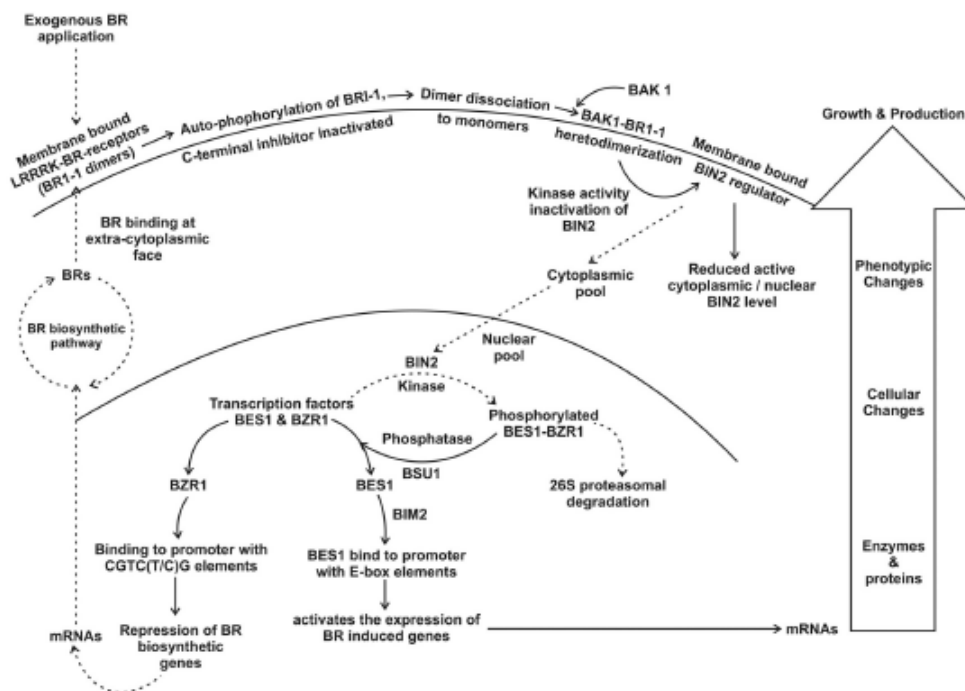 Exogenous BR
application
Membrane bound
LRRRK-BR-receptors
(BR1-1 dimers)
Auto-phophorylation of BRI-1,
C-terminal inhibitor inactivated
Dimer dissociation
to monomers
BAK 1
BAK1-BR1-1
heretodimerization
Membrane bound
BIN2 regulator
Growth & Production
Kinase activity
inactivation of
BIN2
BR binding at
extra-cytoplasmic
face
BRs
BR biosynthetic
pathway
Cytoplasmic
pool
Reduced active
cytoplasmic / nuclear
BIN2 level
Phenotypic
Changes
Nuclear
pool
BIN2
Kinase
Transcription factors
BES1 & BZR1
Phosphorylated
BES1-BZR1
Cellular
Changes
Phosphatase
BSU1
BZR1
BES1
26S proteasomal
degradation
BIM2
Binding to promoter with
CGTC(T/C)G elements
BES1 bind to promoter
with E-box elements
Enzymes
&
proteins
mRNAs
Repression of BR
biosynthetic
genes
activates the expression of
BR induced genes
mRNAs